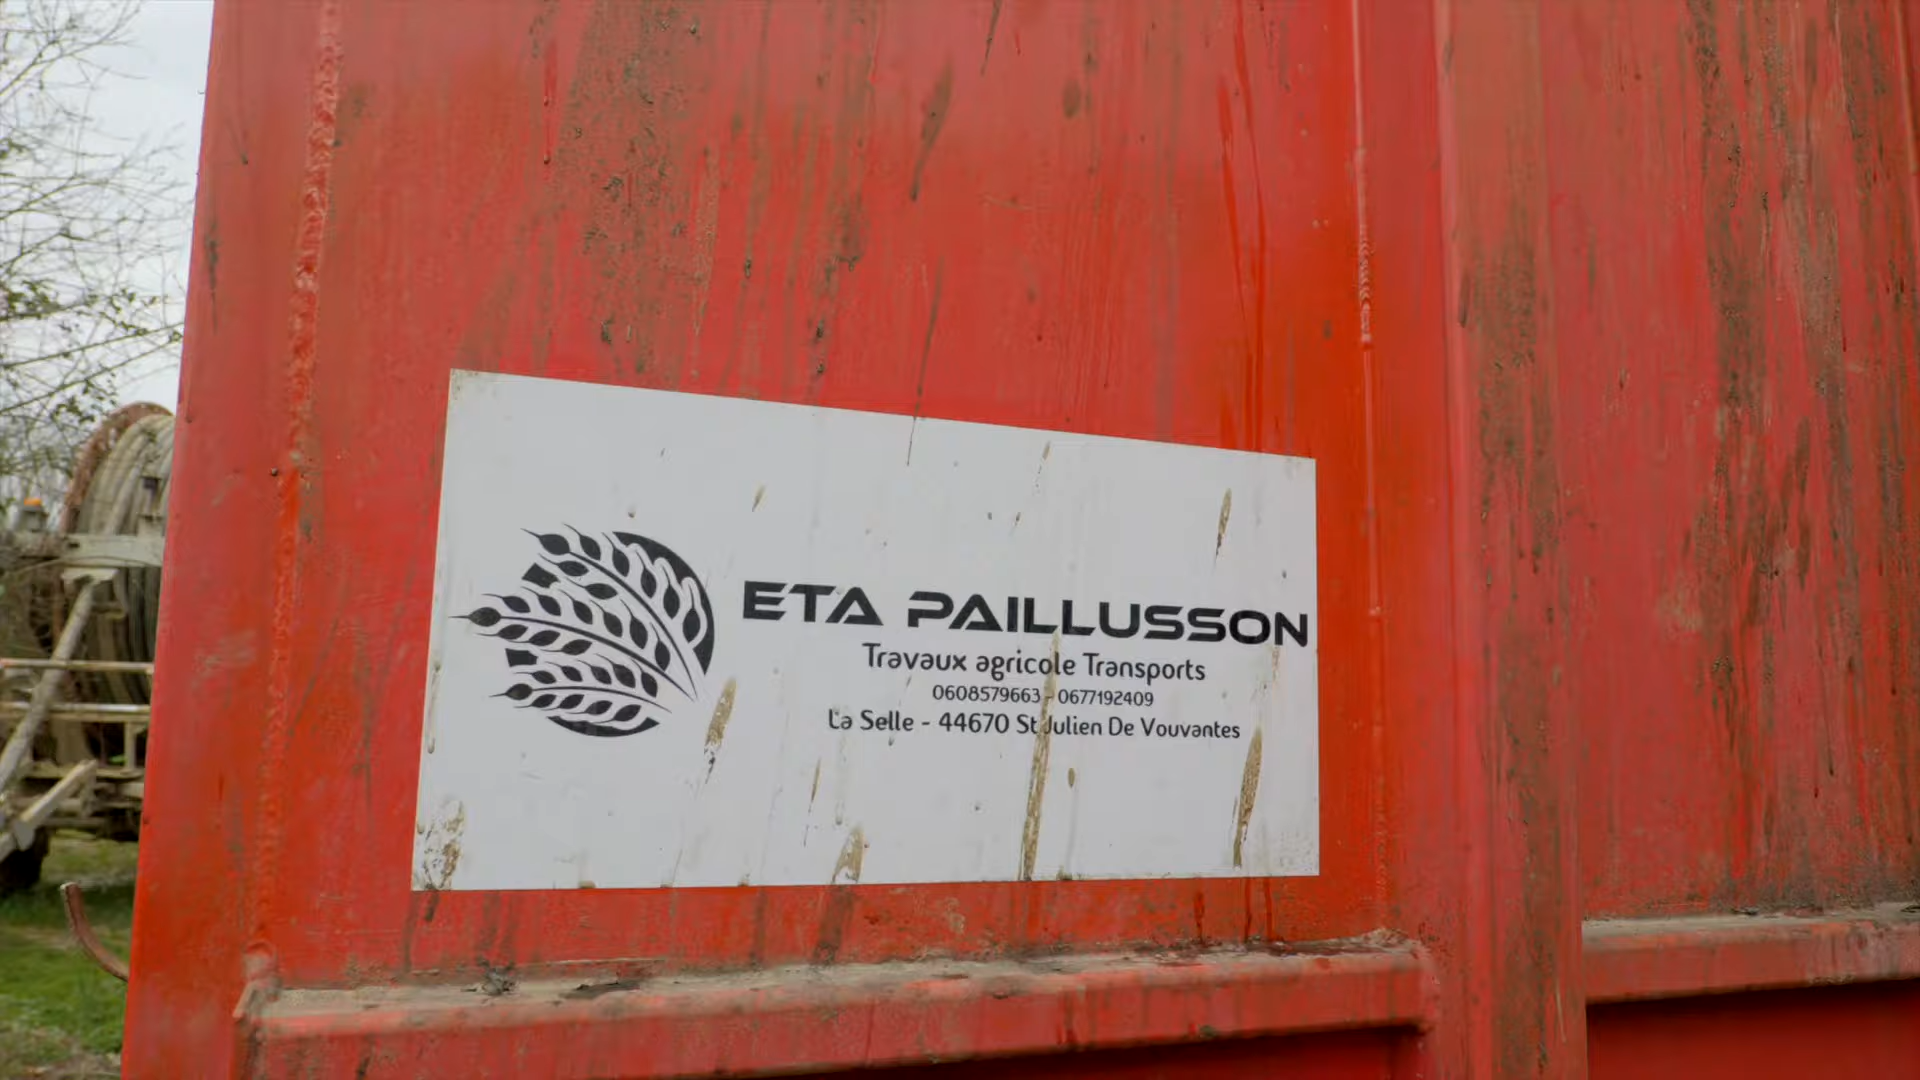 ETA PAILLUSSON
Travaux agricole Transports
0608579663 - 0677192409
La Selle - 44670 St Julien De Vouvantes